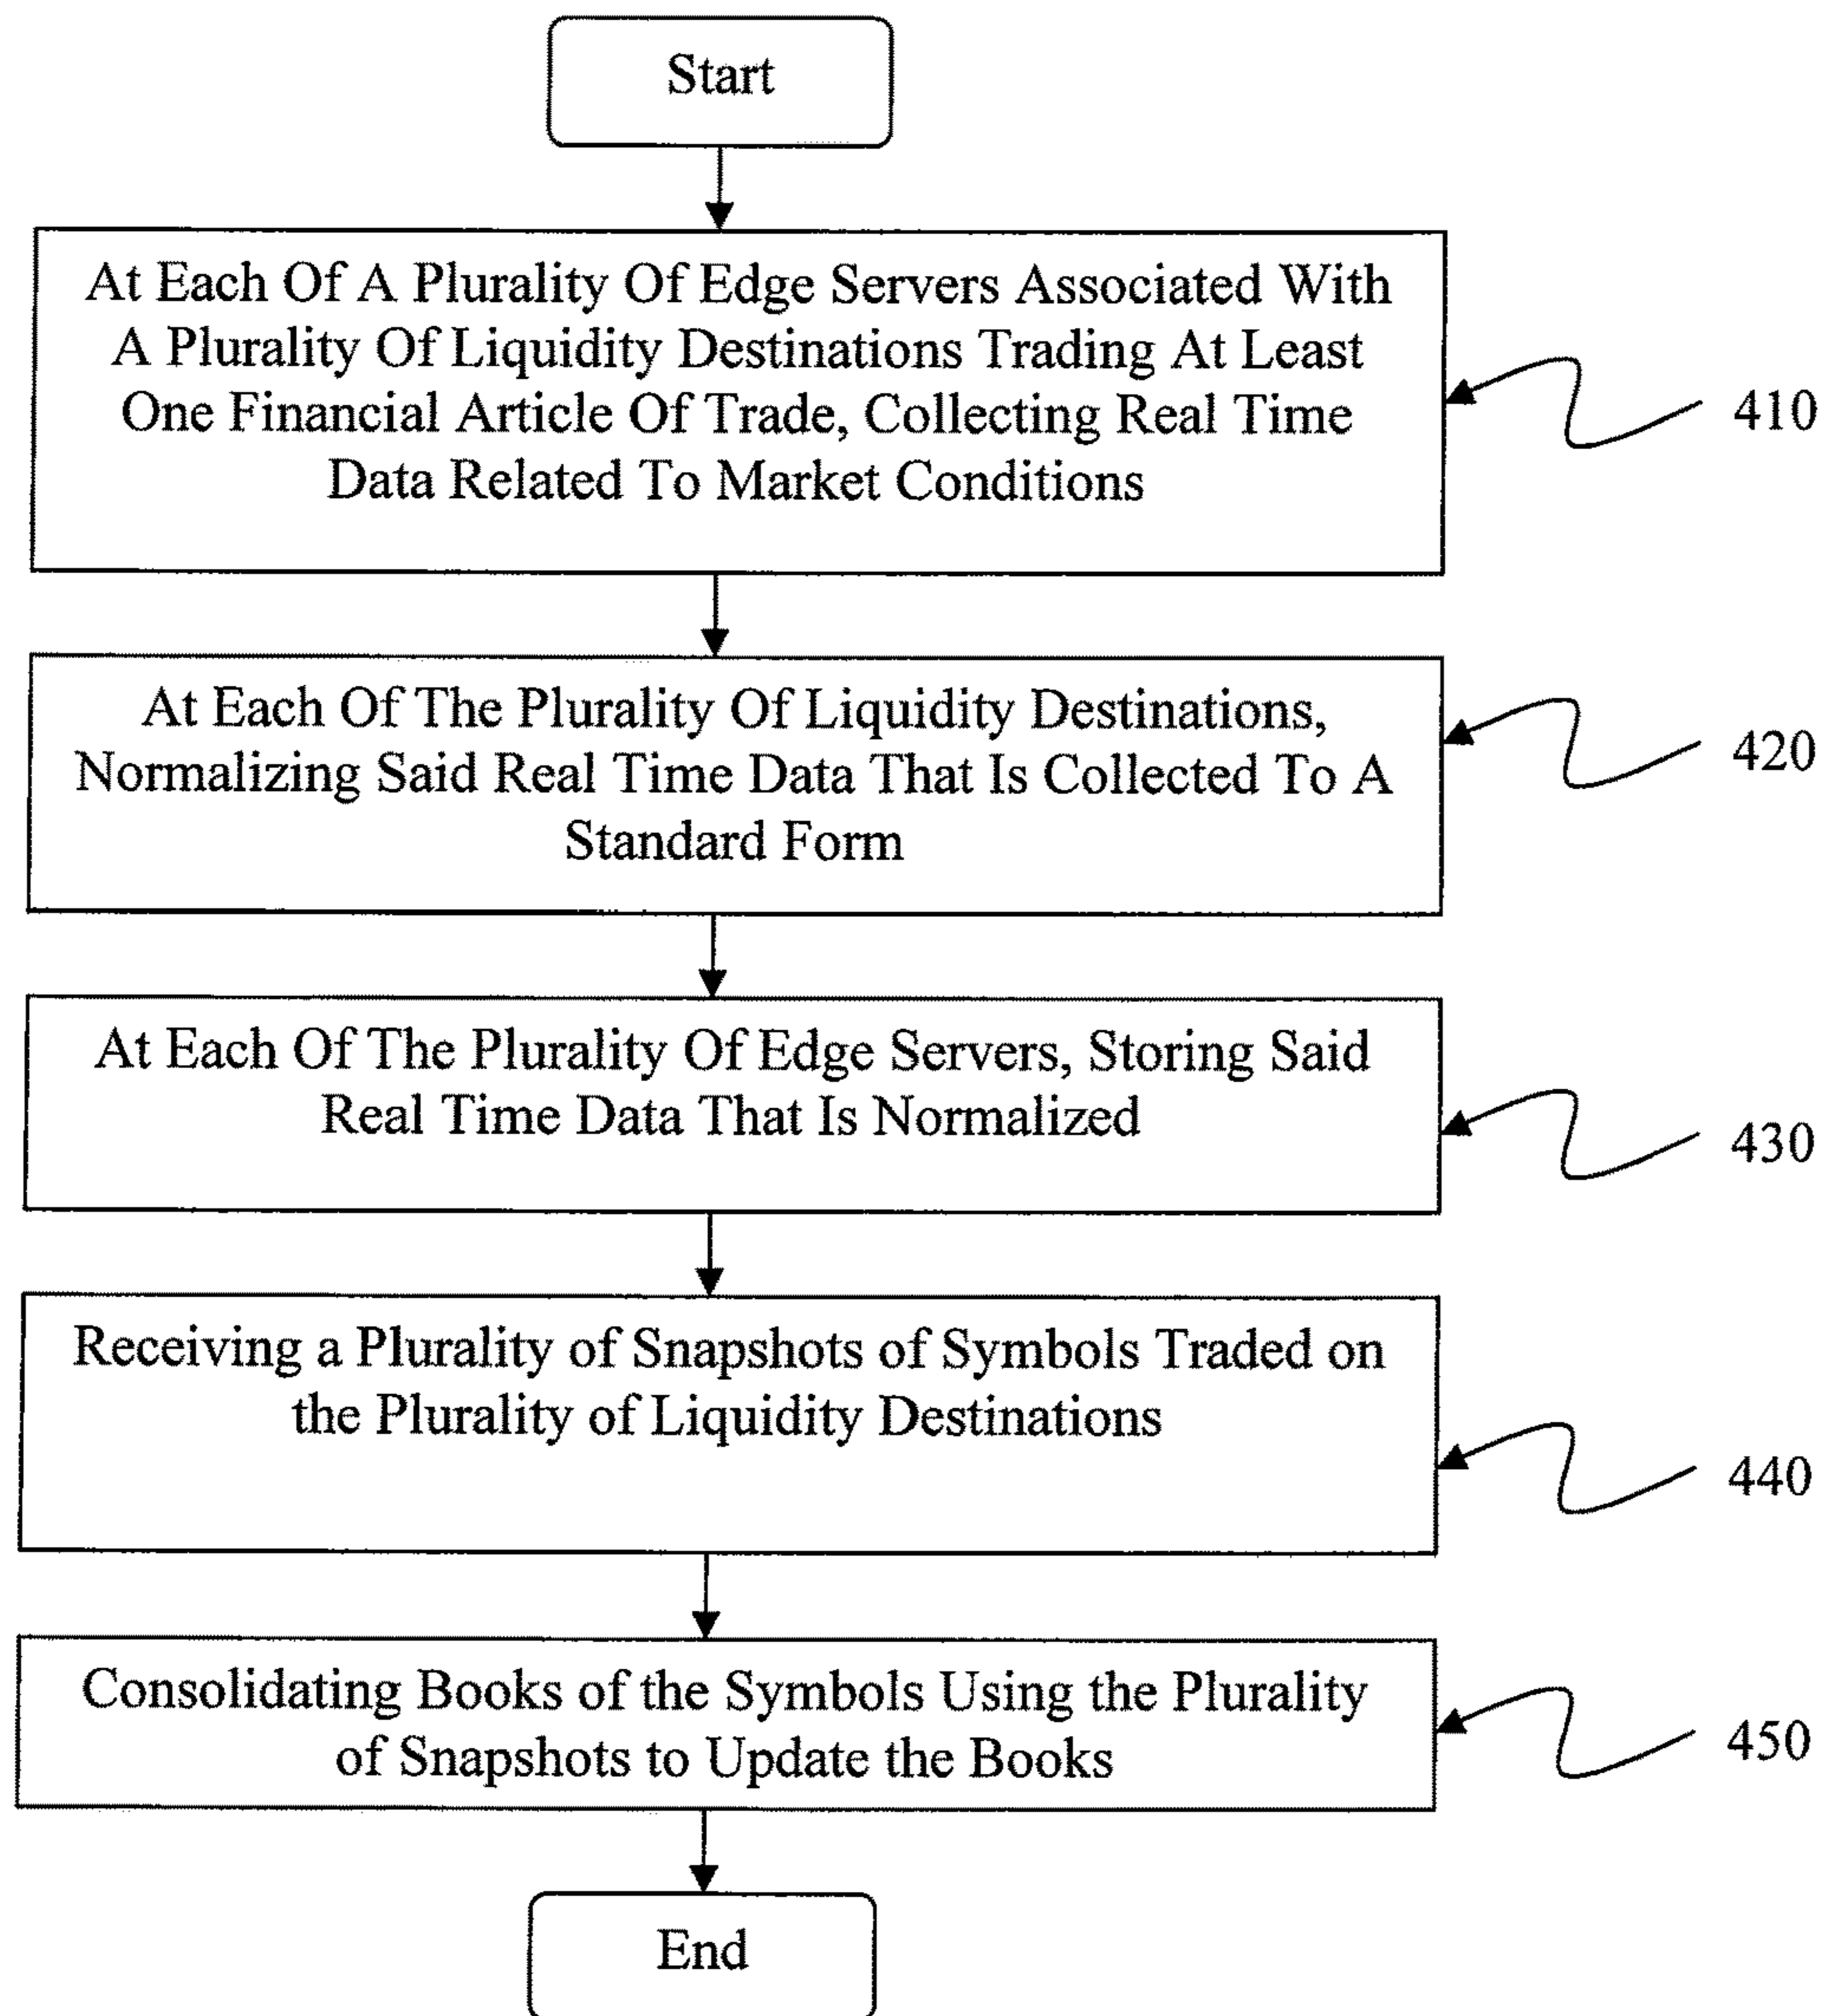 Start
At Each Of A Plurality Of Edge Servers Associated With
A Plurality Of Liquidity Destinations Trading At Least
One Financial Article Of Trade, Collecting Real Time
Data Related To Market Conditions
410
At Each Of The Plurality Of Liquidity Destinations,
Normalizing Said Real Time Data That Is Collected To A
Standard Form
420
At Each Of The Plurality Of Edge Servers, Storing Said
Real Time Data That Is Normalized
430
Receiving a Plurality of Snapshots of Symbols Traded on
the Plurality of Liquidity Destinations
440
Consolidating Books of the Symbols Using the Plurality
of Snapshots to Update the Books
450
End